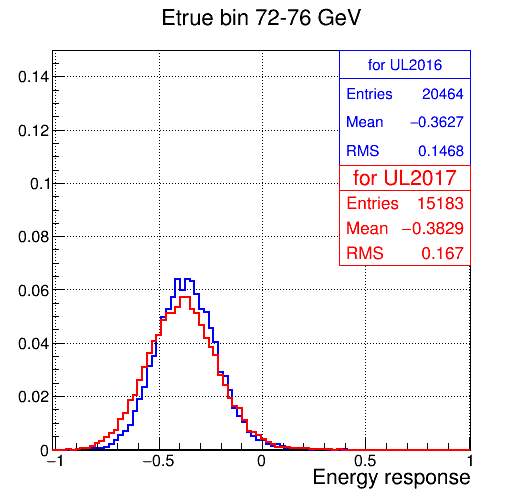 Etrue bin 72-76 GeV
for UL2016
Entries 20464
Mean −0.3627
RMS 0.1468
for UL2017
Entries 15183
Mean −0.3829
RMS 0.167
0.14
0.12
0.1
0.08
0.06
0.04
0.02
0
−1 −0.5 0 0.5 1
Energy response